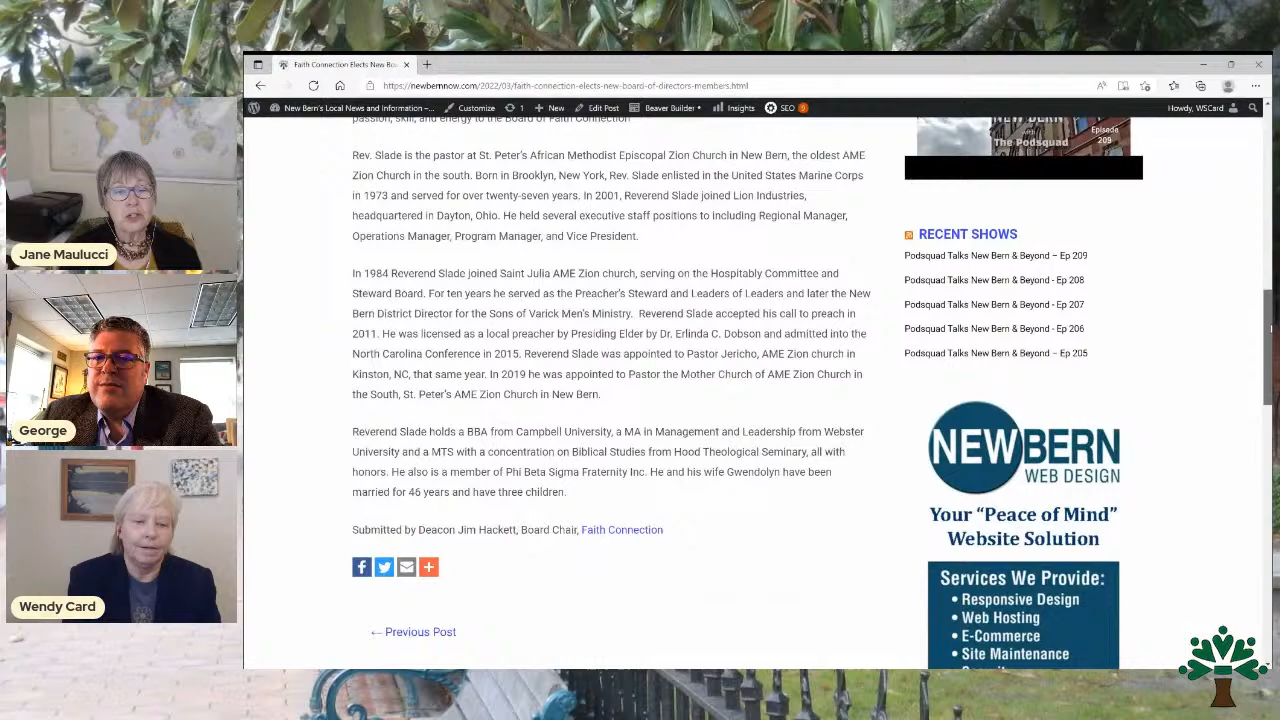 Faith Connection Elects New Bo
https://newbernnow.com/2022/03/faith-connection-elects-new-board-of-directors-members.html
New Bern's Local News and Information –... Customize 1 New Edit Post Beaver Builder Insights SEO 9 Howdy, WSCard
passion, skill, and energy to the Board of Faith Connection
Rev. Slade is the pastor at St. Peter's African Methodist Episcopal Zion Church in New Bern, the oldest AME
Zion Church in the south. Born in Brooklyn, New York, Rev. Slade enlisted in the United States Marine Corps
in 1973 and served for over twenty-seven years. In 2001, Reverend Slade joined Lion Industries,
headquartered in Dayton, Ohio. He held several executive staff positions to including Regional Manager,
Operations Manager, Program Manager, and Vice President.
In 1984 Reverend Slade joined Saint Julia AME Zion church, serving on the Hospitably Committee and
Steward Board. For ten years he served as the Preacher's Steward and Leaders of Leaders and later the New
Bern District Director for the Sons of Varick Men's Ministry. Reverend Slade accepted his call to preach in
2011. He was licensed as a local preacher by Presiding Elder by Dr. Erlinda C. Dobson and admitted into the
North Carolina Conference in 2015. Reverend Slade was appointed to Pastor Jericho, AME Zion church in
Kinston, NC, that same year. In 2019 he was appointed to Pastor the Mother Church of AME Zion Church in
the South, St. Peter's AME Zion Church in New Bern.
Reverend Slade holds a BBA from Campbell University, a MA in Management and Leadership from Webster
University and a MTS with a concentration on Biblical Studies from Hood Theological Seminary, all with
honors. He also is a member of Phi Beta Sigma Fraternity Inc. He and his wife Gwendolyn have been
married for 46 years and have three children.
Submitted by Deacon Jim Hackett, Board Chair, Faith Connection
← Previous Post
NEW BERN
with
The Podsquad
Episode
209
RECENT SHOWS
Podsquad Talks New Bern & Beyond – Ep 209
Podsquad Talks New Bern & Beyond - Ep 208
Podsquad Talks New Bern & Beyond - Ep 207
Podsquad Talks New Bern & Beyond - Ep 206
Podsquad Talks New Bern & Beyond – Ep 205
NEWBERN
WEB DESIGN
Your “Peace of Mind”
Website Solution
Services We Provide:
• Responsive Design
• Web Hosting
• E-Commerce
• Site Maintenance
Jane Maulucci
George
Wendy Card